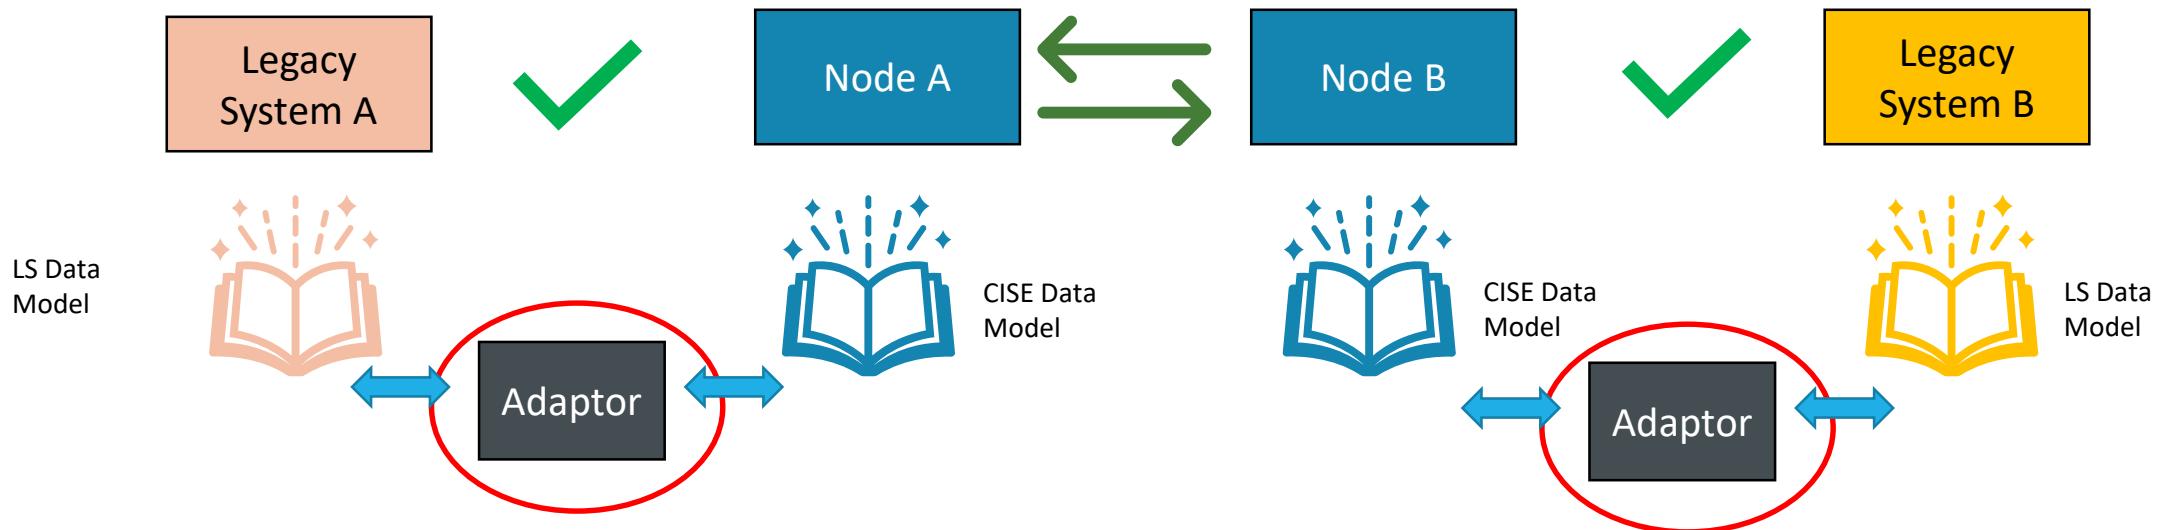 Legacy
System A
Node A
Node B
Legacy
System B
LS Data
Model
CISE Data
Model
CISE Data
Model
LS Data
Model
Adaptor
Adaptor